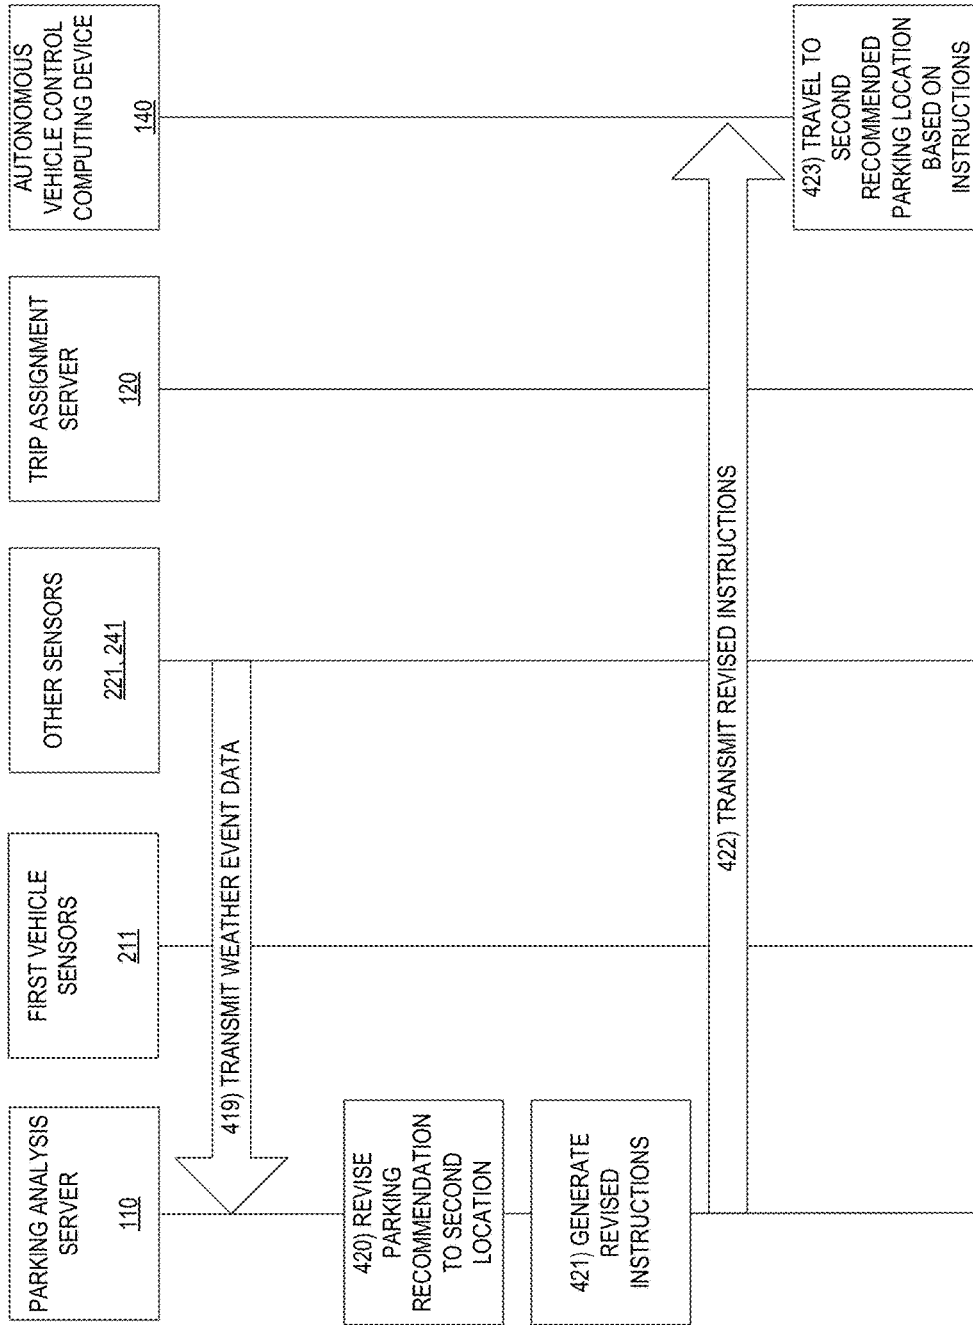 PARKING ANALYSIS
SERVER
110
FIRST VEHICLE
SENSORS
211
OTHER SENSORS
221, 241
TRIP ASSIGNMENT
SERVER
120
AUTONOMOUS
VEHICLE CONTROL
COMPUTING DEVICE
140
419) TRANSMIT WEATHER EVENT DATA
420) REVISE
PARKING
RECOMMENDATION
TO SECOND
LOCATION
421) GENERATE
REVISED
INSTRUCTIONS
422) TRANSMIT REVISED INSTRUCTIONS
423) TRAVEL TO
SECOND
RECOMMENDED
PARKING LOCATION
BASED ON
INSTRUCTIONS